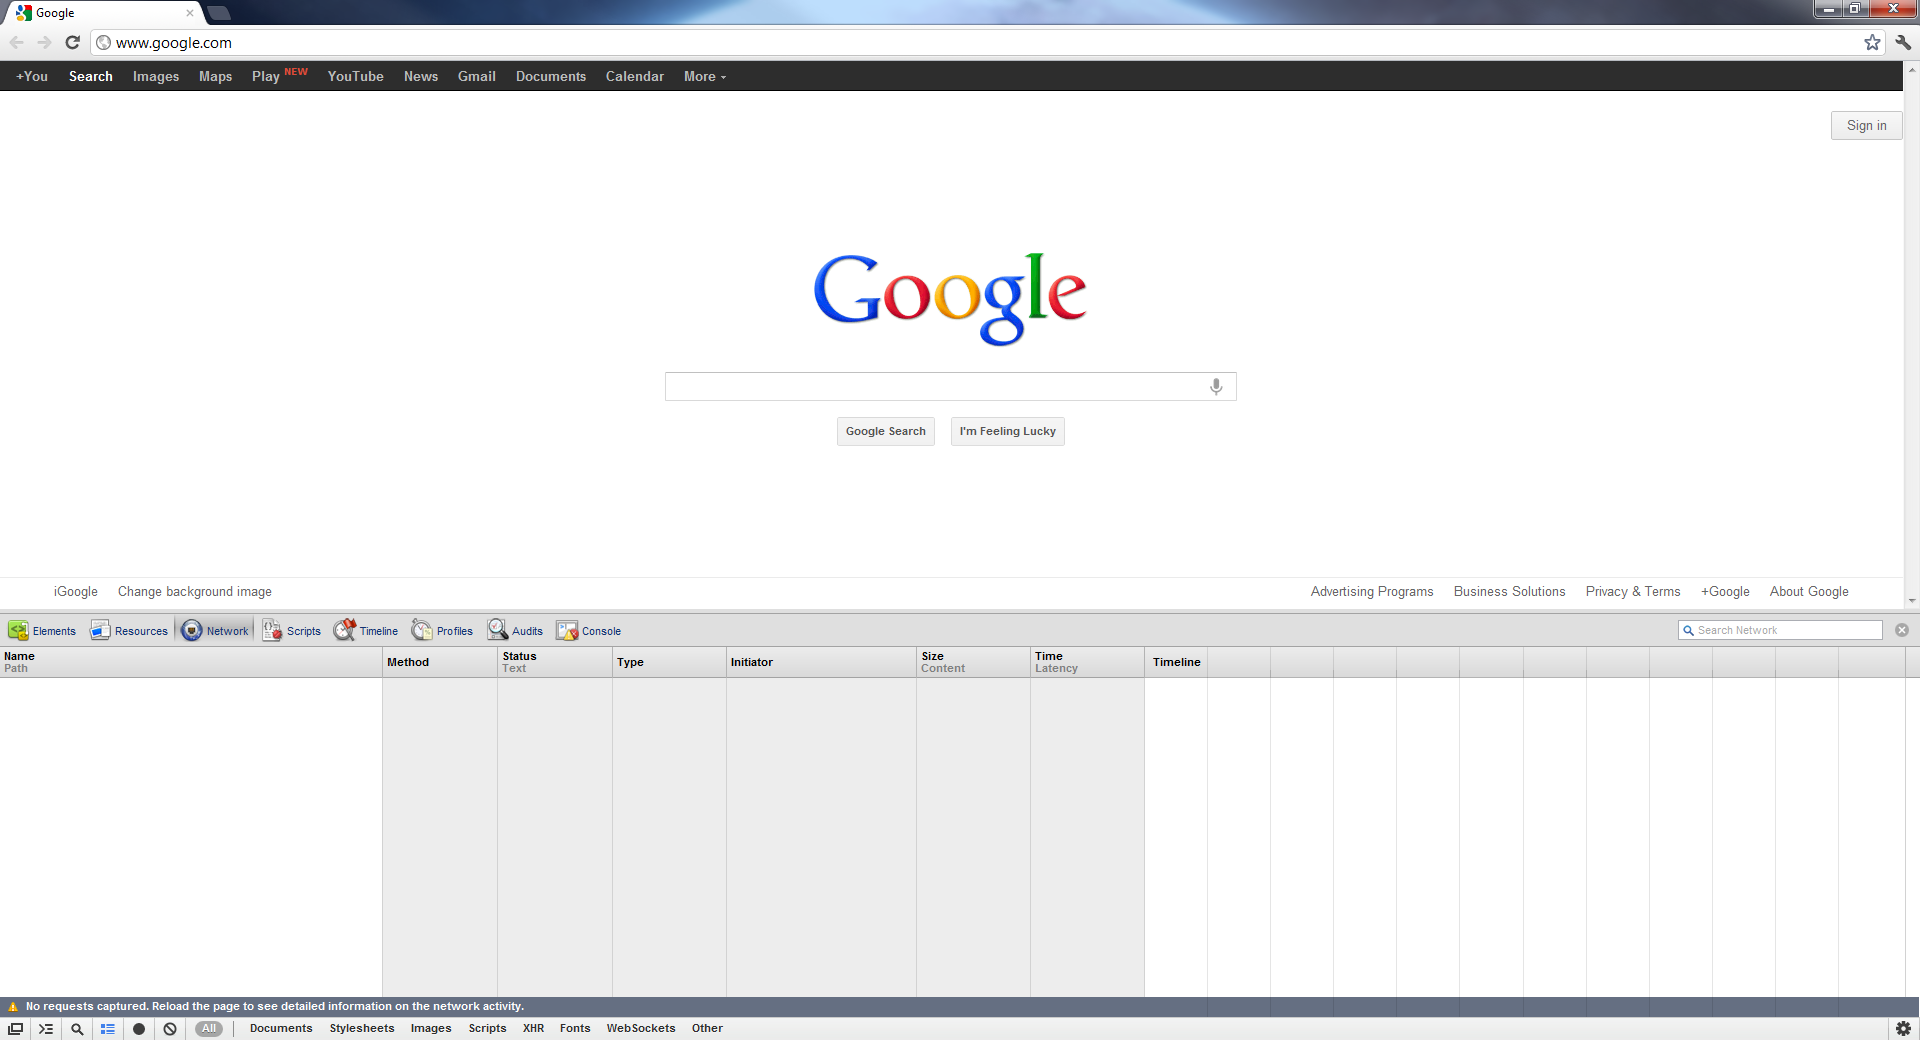 Google
www.google.com
+You Search Images Maps Play NEW YouTube News Gmail Documents Calendar More
Sign in
Google
Google Search I'm Feeling Lucky
iGoogle Change background image Advertising Programs Business Solutions Privacy & Terms +Google About Google
Elements Resources Network Scripts Timeline Profiles Audits Console Search Network
Name Method Status Type Initiator Size Time Timeline
Path Text Content Latency
No requests captured. Reload the page to see detailed information on the network activity.
All Documents Stylesheets Images Scripts XHR Fonts WebSockets Other